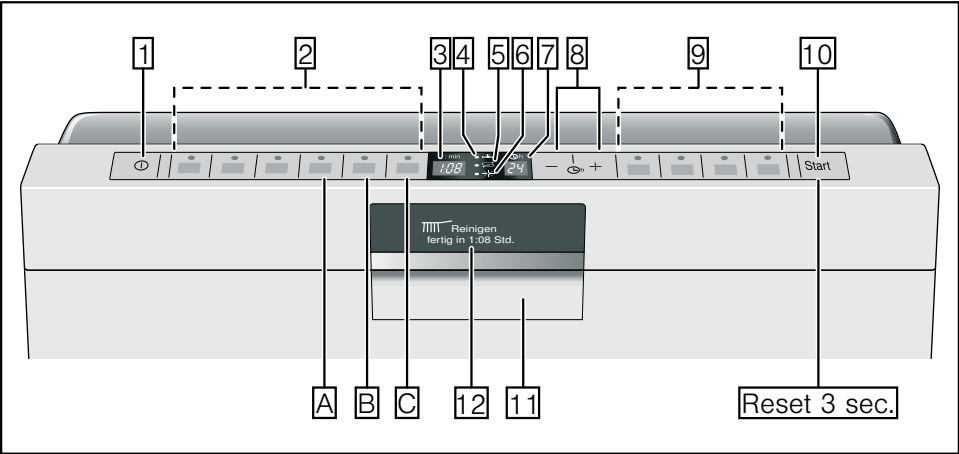 1 2 3 4 5 6 7 8 9 10
min h
1:08 24 − h + Start
Reinigen
fertig in 1:08 Std.
A B C 12 11 Reset 3 sec.